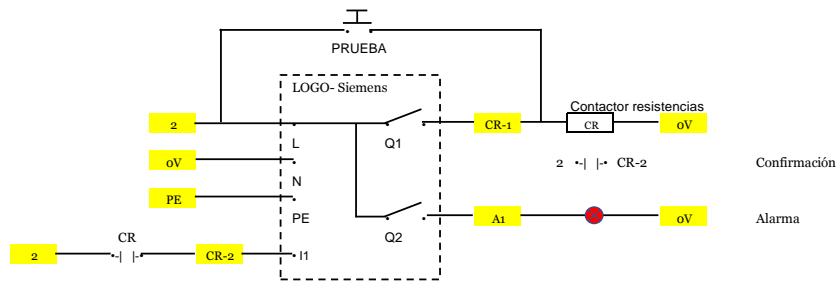 PRUEBA
LOGO- Siemens
Contactor resistencias
2
CR-1
CR
0V
L
Q1
0V
2 CR-2
Confirmación
N
PE
PE
A1
0V
Alarma
Q2
CR
2
CR-2
I1